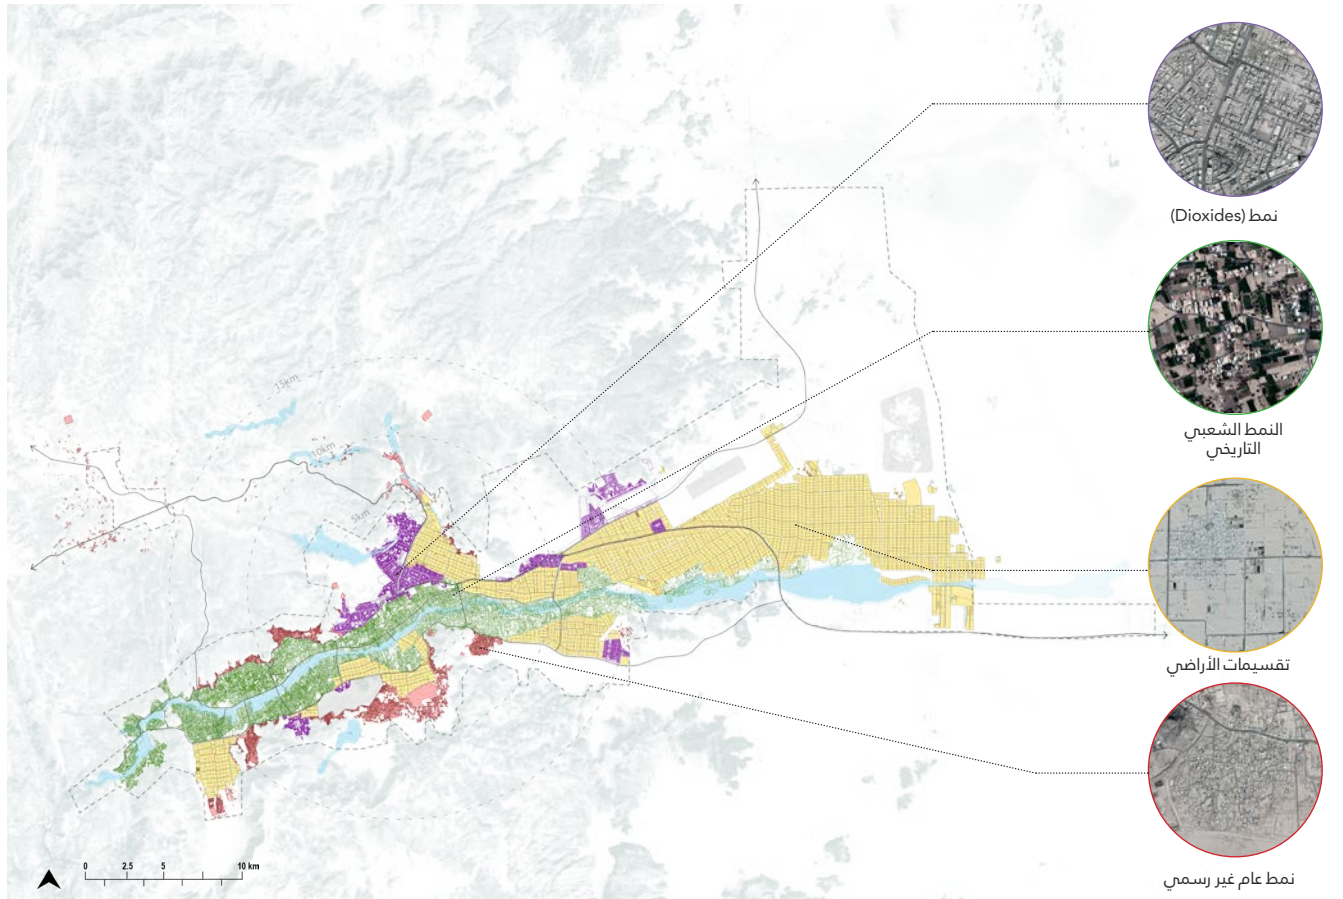 نمط (Dioxides)
النمط الشعبي
التاريخي
تقسيمات الأراضي
نمط عام غير رسمي
15km
10km
5km
0 2.5 5 10 km